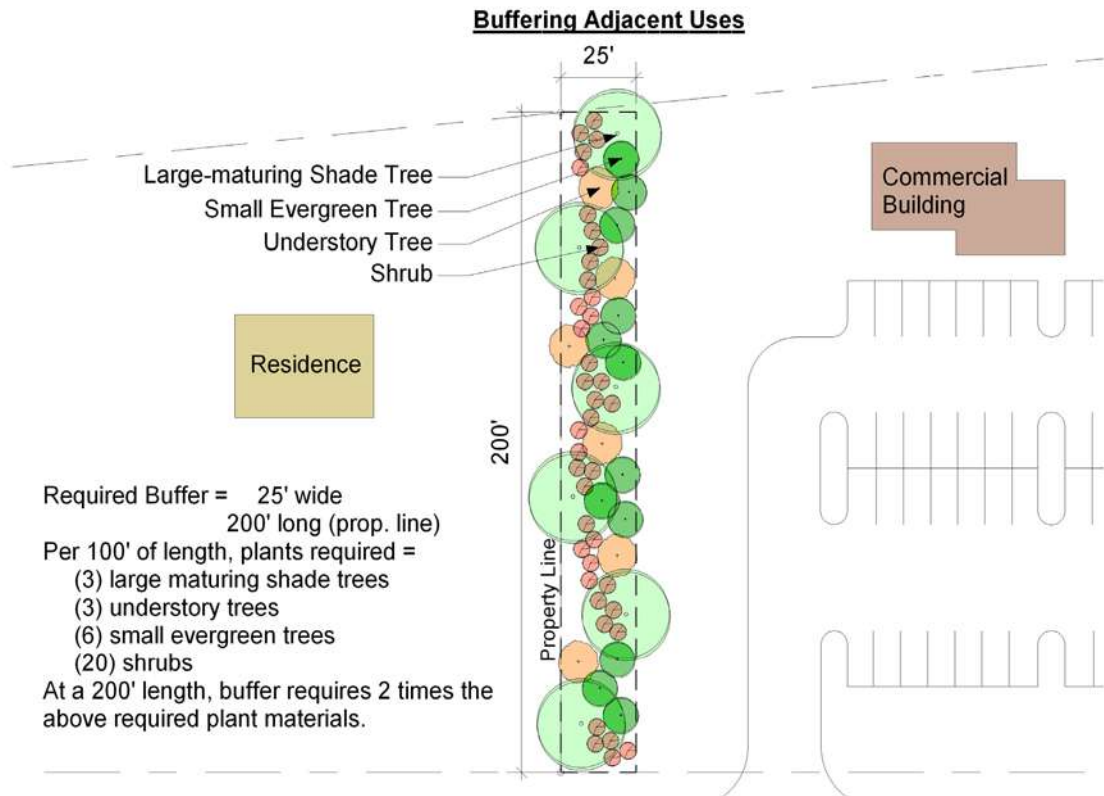 Buffering Adjacent Uses
25'
Large-maturing Shade Tree
Small Evergreen Tree
Understory Tree
Shrub
Commercial
Building
Residence
200'
Property Line
Required Buffer = 25' wide
200' long (prop. line)
Per 100' of length, plants required =
(3) large maturing shade trees
(3) understory trees
(6) small evergreen trees
(20) shrubs
At a 200' length, buffer requires 2 times the
above required plant materials.